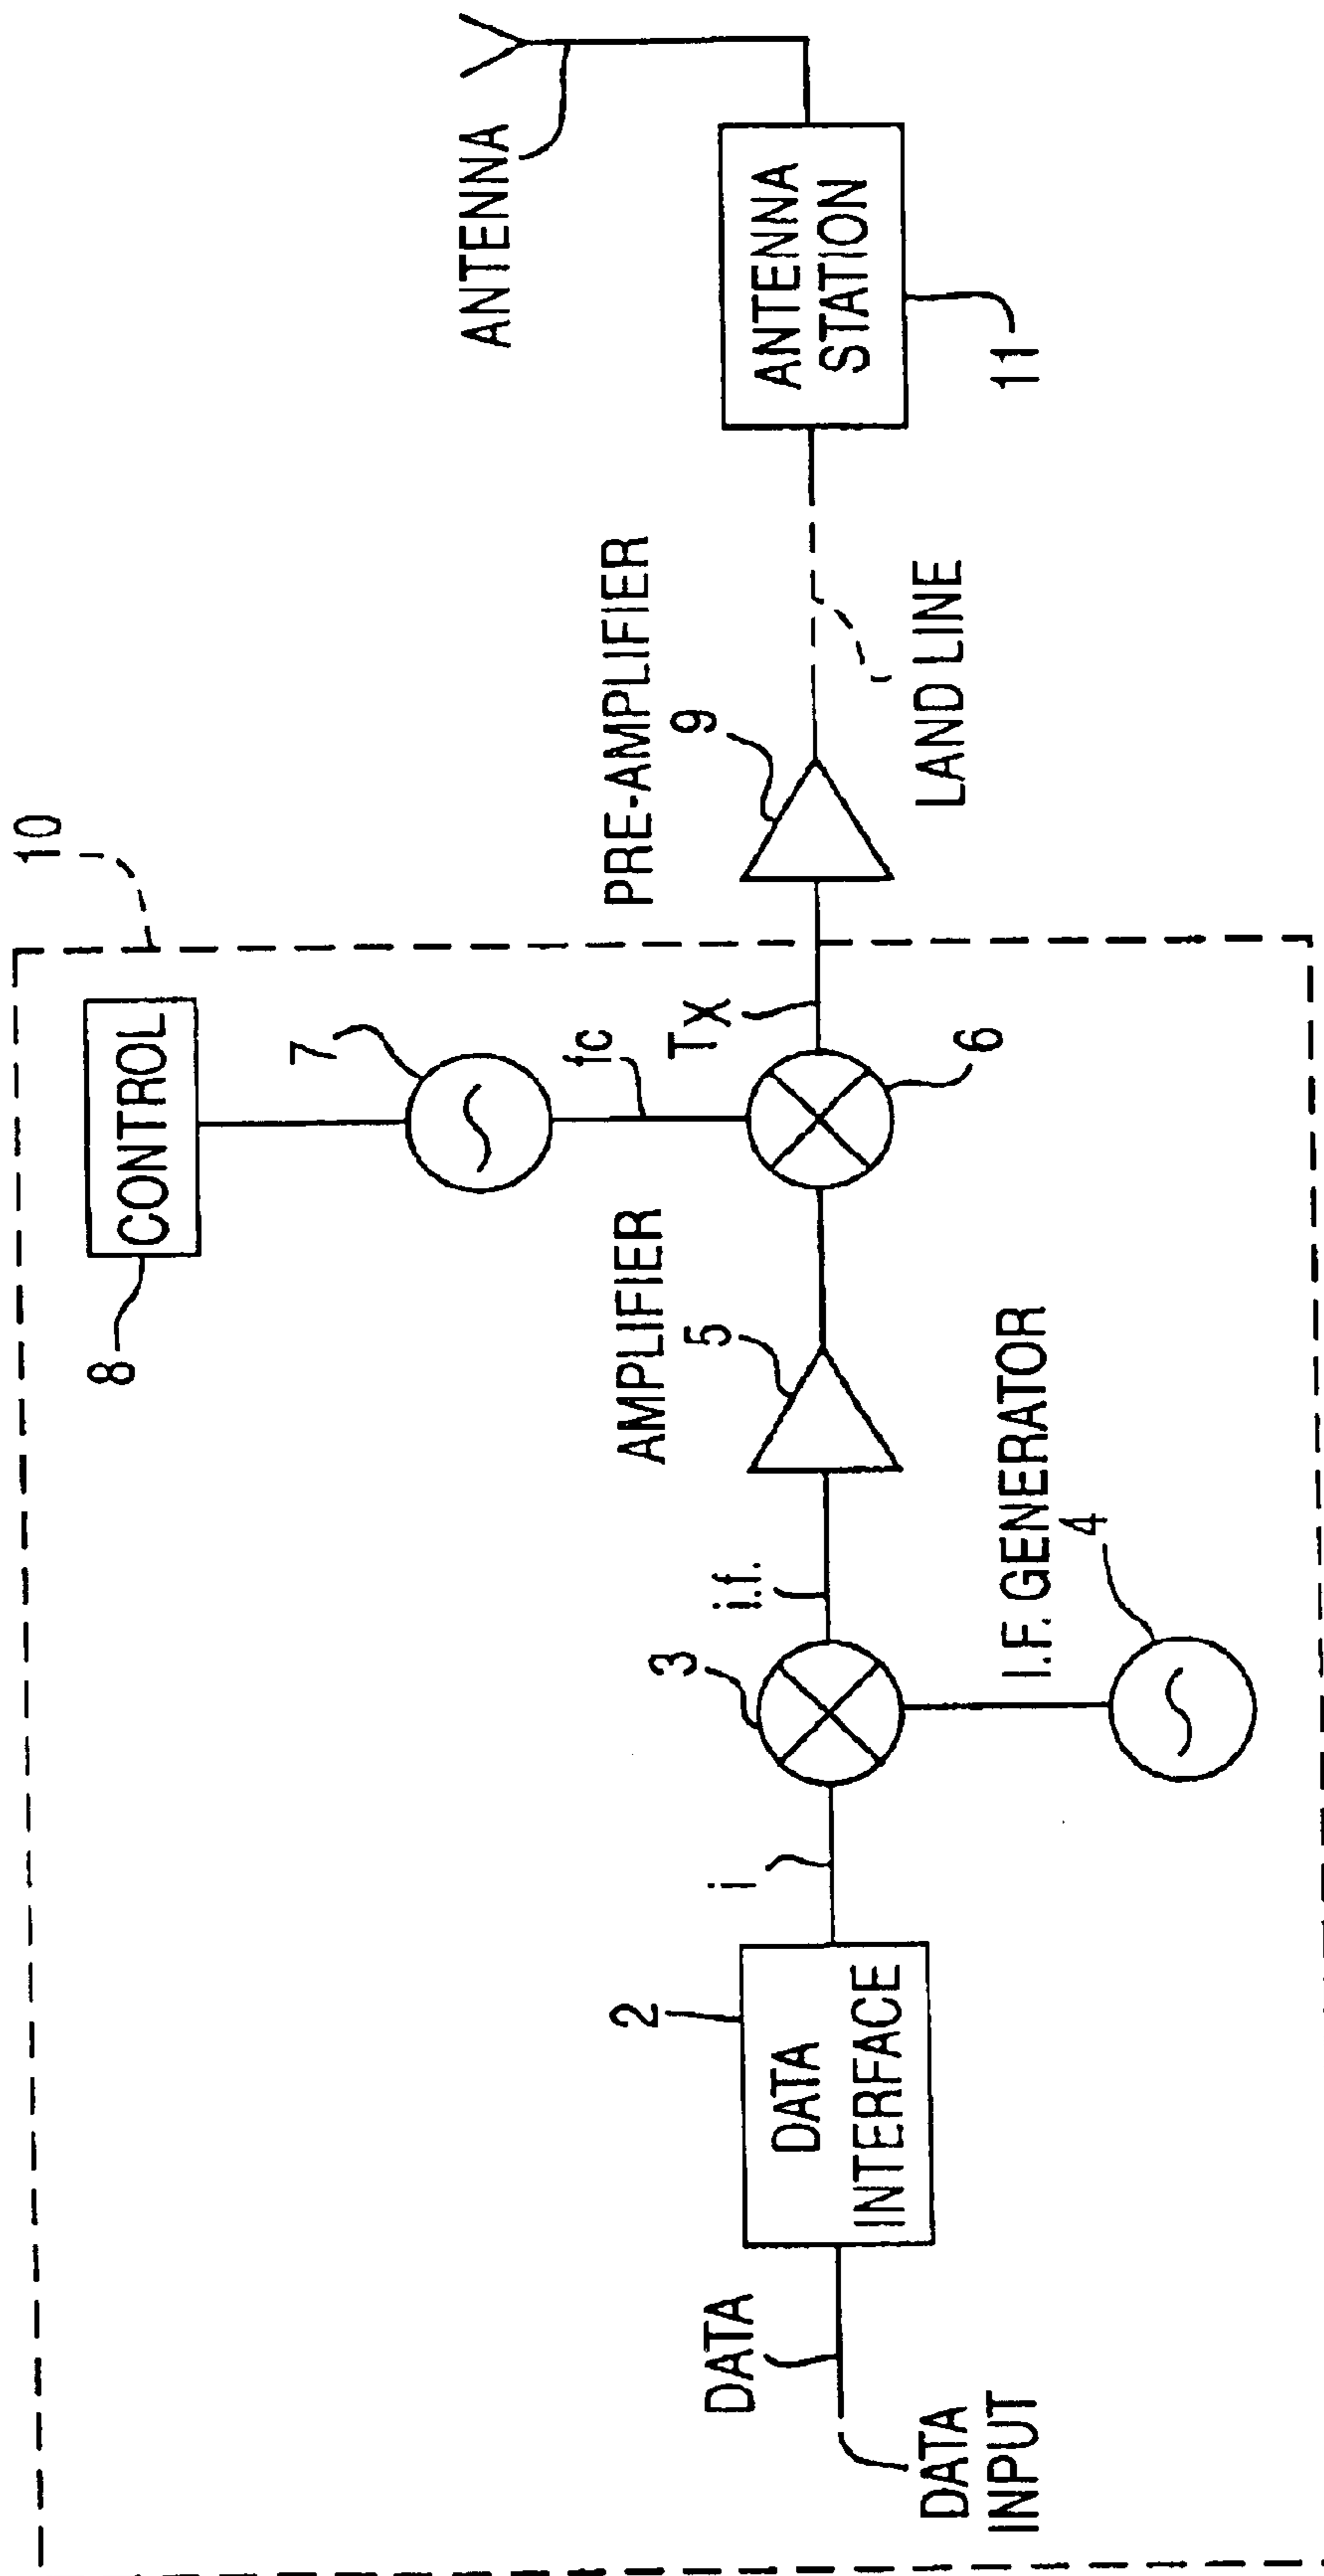 10
CONTROL
8
7
fc
ANTENNA
PRE-AMPLIFIER
9
AMPLIFIER
5
Tx
6
ANTENNA
STATION
11
LAND LINE
i.f.
3
I.F. GENERATOR
4
i
2
DATA
INTERFACE
DATA
DATA
INPUT